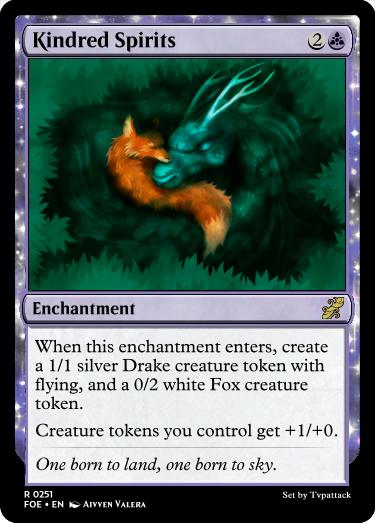 Kindred Spirits 2
Enchantment
When this enchantment enters, create
a 1/1 silver Drake creature token with
flying, and a 0/2 white Fox creature
token.
Creature tokens you control get +1/+0.
One born to land, one born to sky.
R 0251
Set by Tvpattack
FOE • EN Aivven Valera